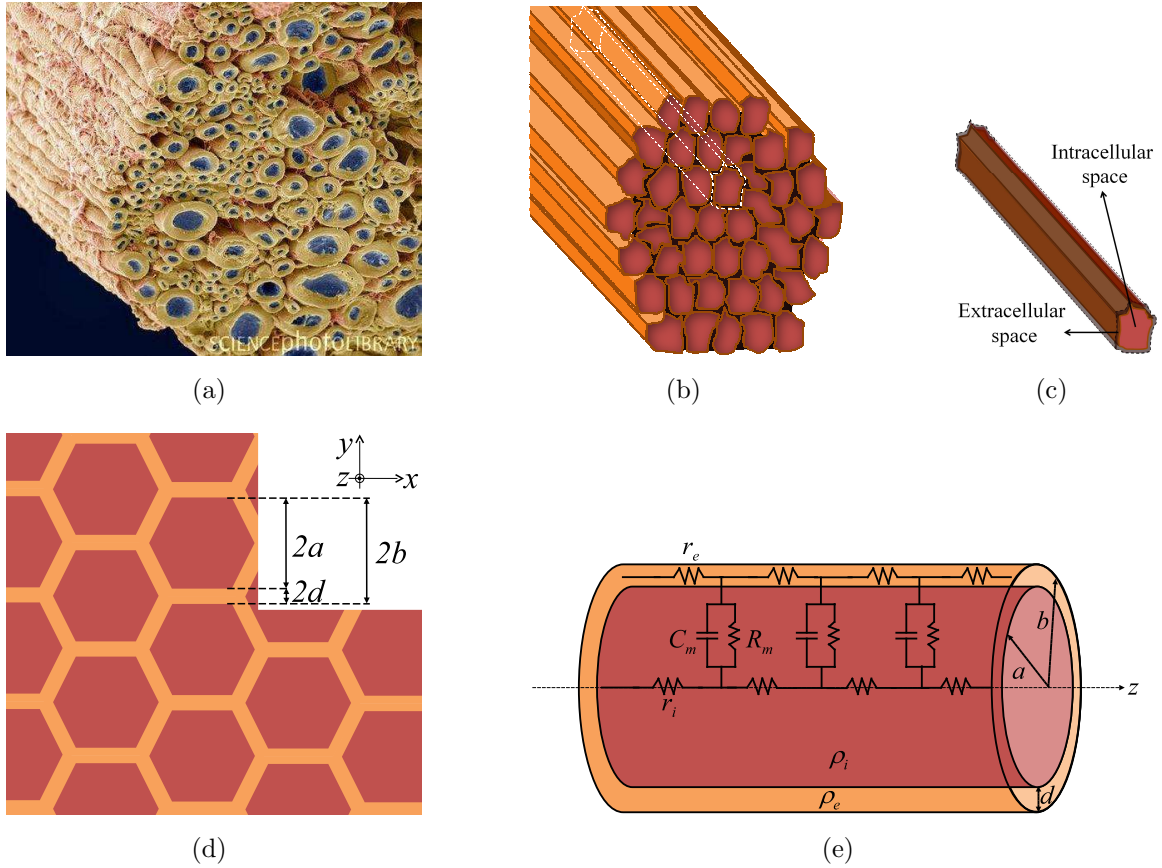 SCIENCEphotoLIBRARY
(a)
(b)
Intracellular
space
Extracellular
space
(c)
y
z
x
2a
2b
2d
(d)
r_e
C_m
R_m
r_i
a
b
z
ρ_i
ρ_e
d
(e)